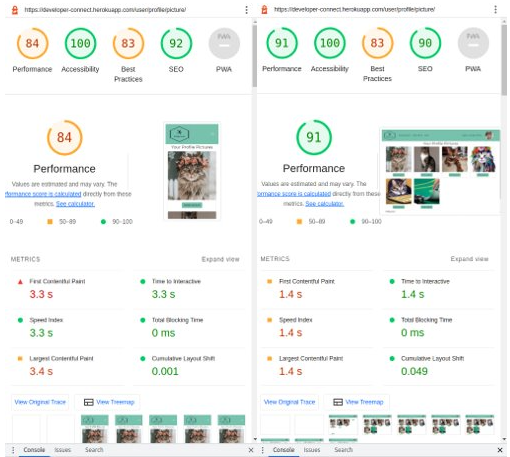 https://developer-connect.herokuapp.com/user/profile/picture/
84
100
83
92
Performance
Accessibility
Best
Practices
SEO
PWA
84
Performance
Values are estimated and may vary. The
rformance score is calculated directly from these
metrics. See calculator.
0–49
50–89
90–100
Your Profile Pictures
METRICS
Expand view
First Contentful Paint
3.3 s
Time to Interactive
3.3 s
Speed Index
3.3 s
Total Blocking Time
0 ms
Largest Contentful Paint
3.4 s
Cumulative Layout Shift
0.001
View Original Trace
View Treemap
Console
Issues
Search
https://developer-connect.herokuapp.com/user/profile/picture/
91
100
83
90
Performance
Accessibility
Best
Practices
SEO
PWA
91
Performance
Values are estimated and may vary. The
ormance score is calculated directly from these
metrics. See calculator.
0–49
50–89
90–100
METRICS
Expand view
First Contentful Paint
1.4 s
Time to Interactive
1.4 s
Speed Index
1.4 s
Total Blocking Time
0 ms
Largest Contentful Paint
1.4 s
Cumulative Layout Shift
0.049
View Original Trace
View Treemap
Console
Issues
Search